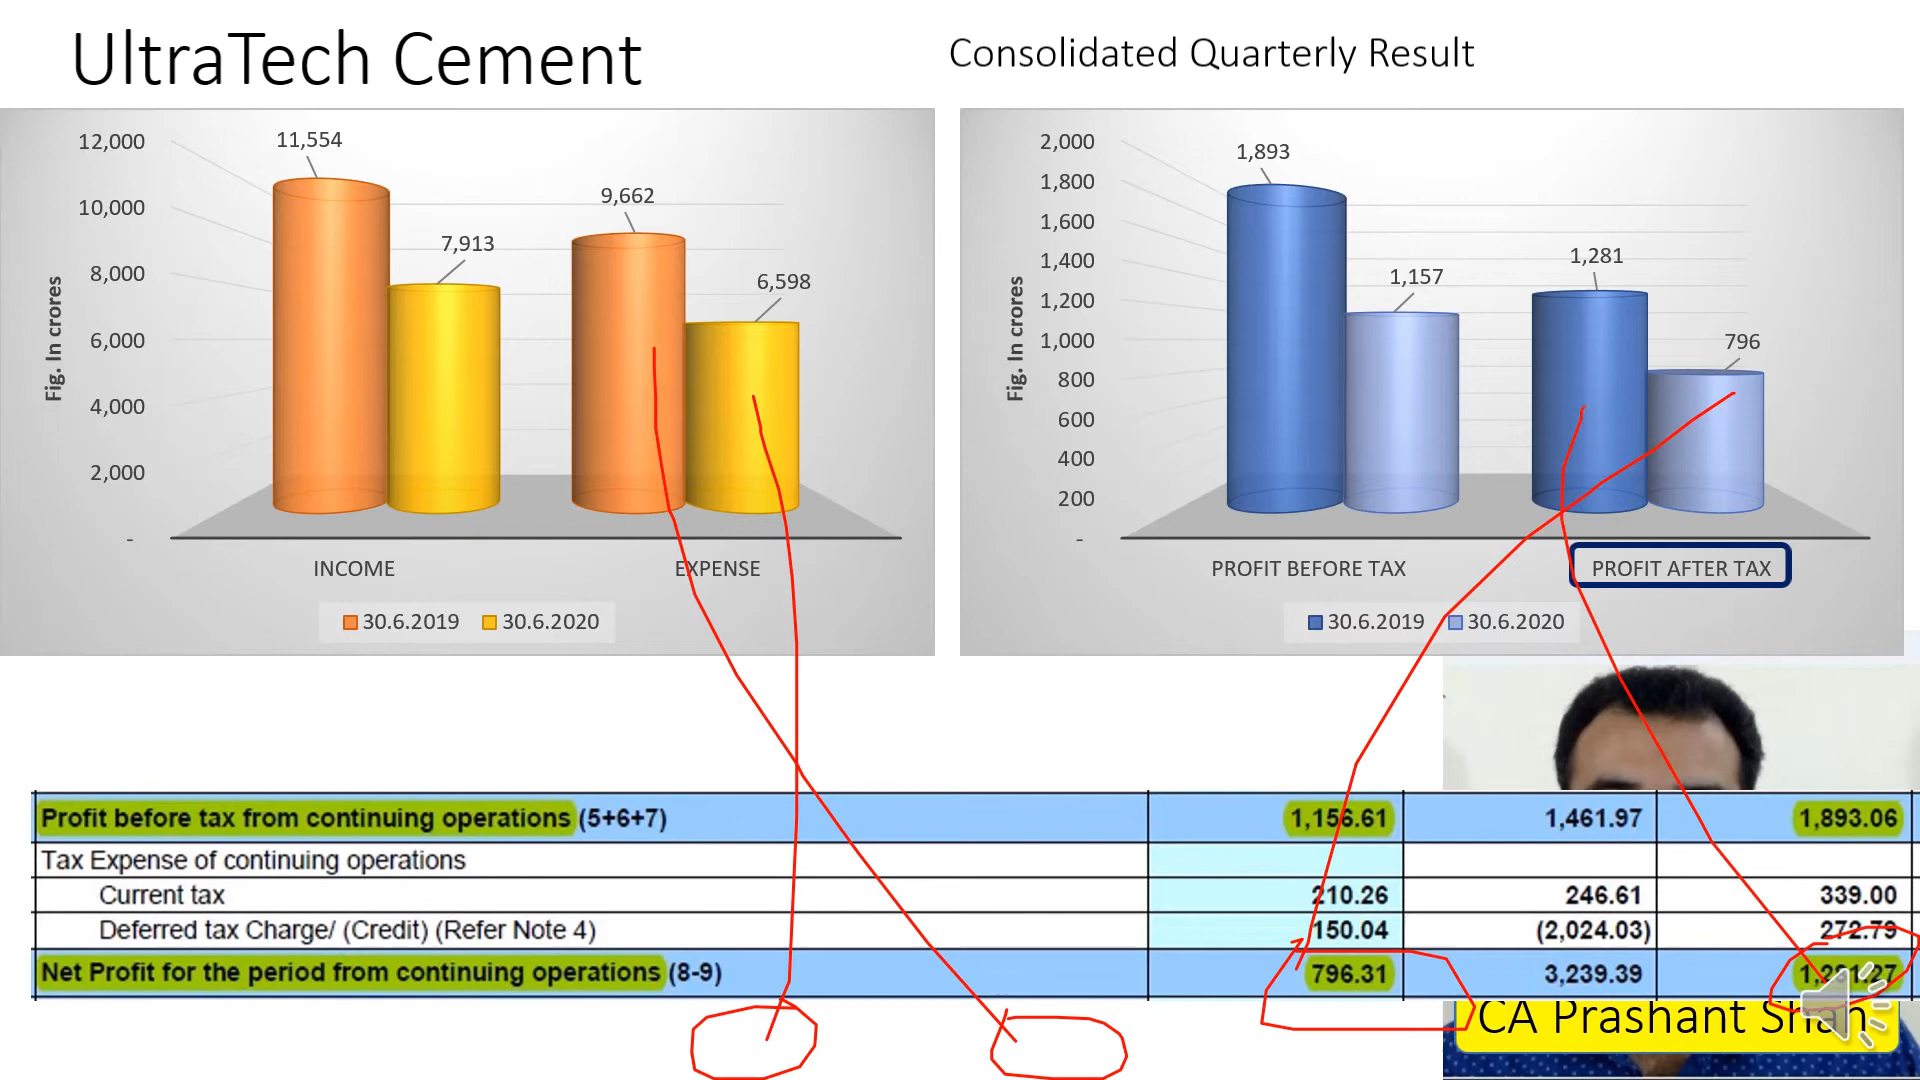 UltraTech Cement
Consolidated Quarterly Result
12,000
10,000
8,000
6,000
4,000
2,000
-
Fig. In crores
11,554
7,913
9,662
6,598
INCOME
EXPENSE
30.6.2019
30.6.2020
2,000
1,800
1,600
1,400
1,200
1,000
800
600
400
200
-
Fig. In crores
1,893
1,157
1,281
796
PROFIT BEFORE TAX
PROFIT AFTER TAX
30.6.2019
30.6.2020
Profit before tax from continuing operations (5+6+7) 1,156.61 1,461.97 1,893.06
Tax Expense of continuing operations
Current tax 210.26 246.61 339.00
Deferred tax Charge/ (Credit) (Refer Note 4) 150.04 (2,024.03) 272.79
Net Profit for the period from continuing operations (8-9) 796.31 3,239.39 1,281.27
CA Prashant Shah